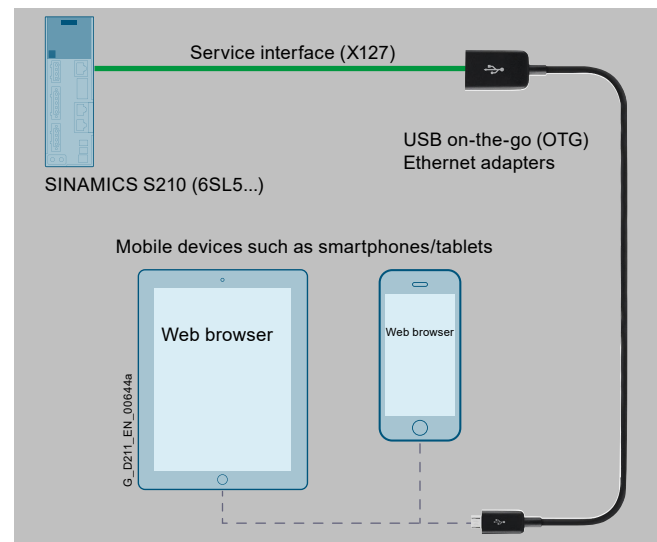 Service interface (X127)
USB on-the-go (OTG)
Ethernet adapters
SINAMICS S210 (6SL5...)
Mobile devices such as smartphones/tablets
Web browser
Web browser
G_D211_EN_00644a